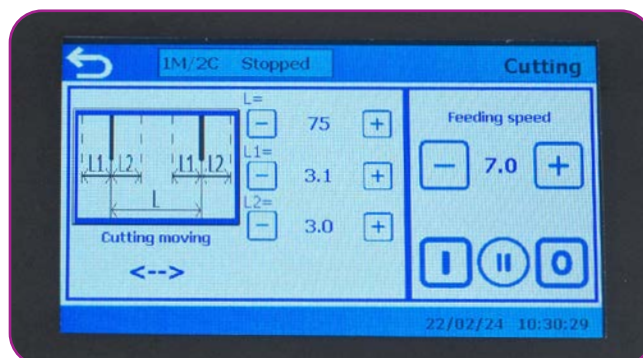 1M/2C Stopped
Cutting
L=
− 75 +
L1=
− 3.1 +
L2=
− 3.0 +
L1 L2 L1 L2
L
Cutting moving
<-->
Feeding speed
− 7.0 +
22/02/24 10:30:29